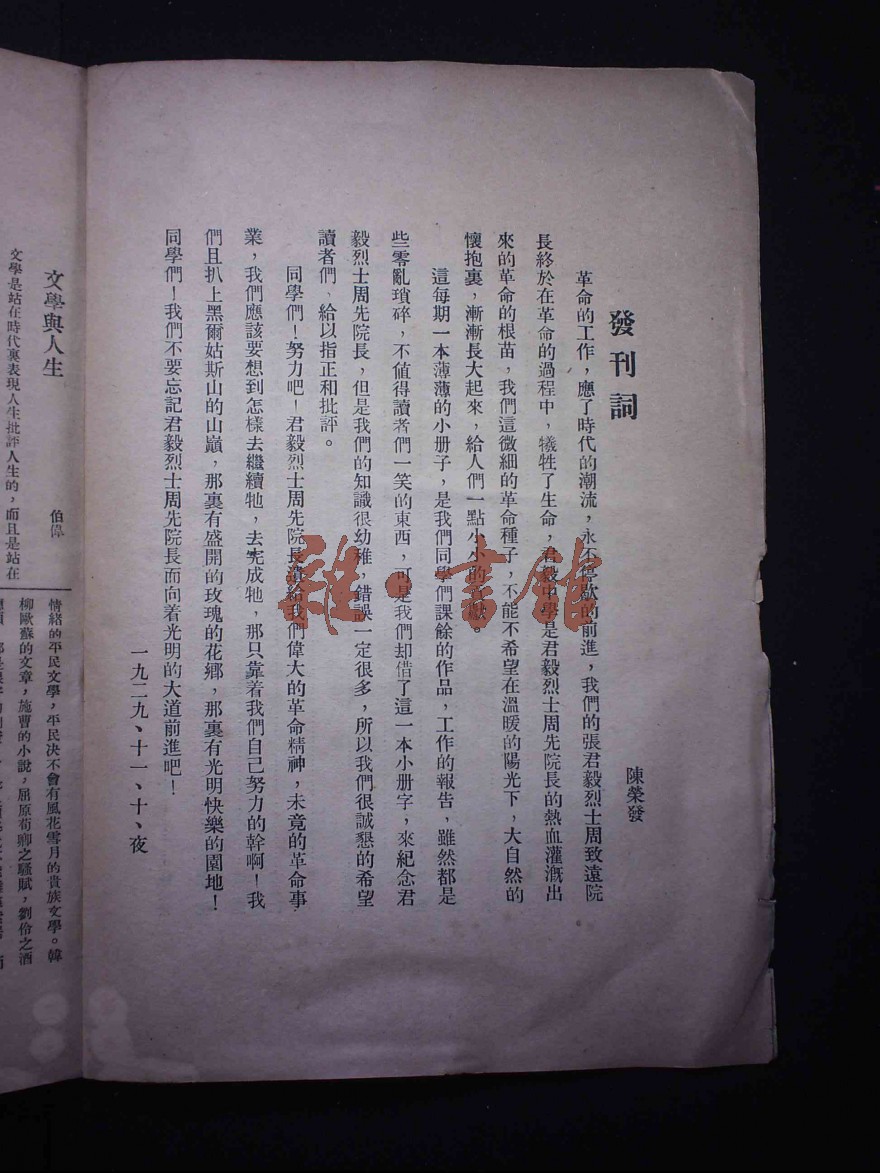 發刊詞
陳榮發
革命的工作，應了時代的潮流，永不停歇的前進，我們的張君毅烈士周致遠院
長終於在革命的過程中，犧牲了生命，君毅中學是君毅烈士周先院長的熱血灌漑出
來的革命的根苗，我們這微細的革命種子，不能不希望在溫暖的陽光下，大自然的
懷抱裏，漸漸長大起來，給人們一點小小的貢獻。
這每期一本薄薄的小册子，是我們同學們課餘的作品，工作的報告，雖然都是
些零亂瑣碎，不值得讀者們一笑的東西，可是我們却借了這一本小册字，來紀念君
毅烈士周先院長，但是我們的知識很幼稚，錯誤一定很多，所以我們很誠懇的希望
讀者們，給以指正和批評。
同學們！努力吧！君毅烈士周先院長遺給我們偉大的革命精神，未竟的革命事
業，我們應該要想到怎樣去繼續牠，去完成牠，那只靠着我們自己努力的幹啊！我
們且扒上黑爾姑斯山的山巔，那裏有盛開的玫瑰的花鄉，那裏有光明快樂的園地！
同學們！我們不要忘記君毅烈士周先院長而向着光明的大道前進吧！
一九二九、十一、十、夜
雜·書館
文學與人生
伯偉
文學是站在時代裏表現人生批評人生的，而且是站在
情緒的平民文學，平民决不會有風花雪月的貴族文學。韓
柳歐蘇的文章，施曹的小說，屈原荀卿之騷賦，劉伶之酒